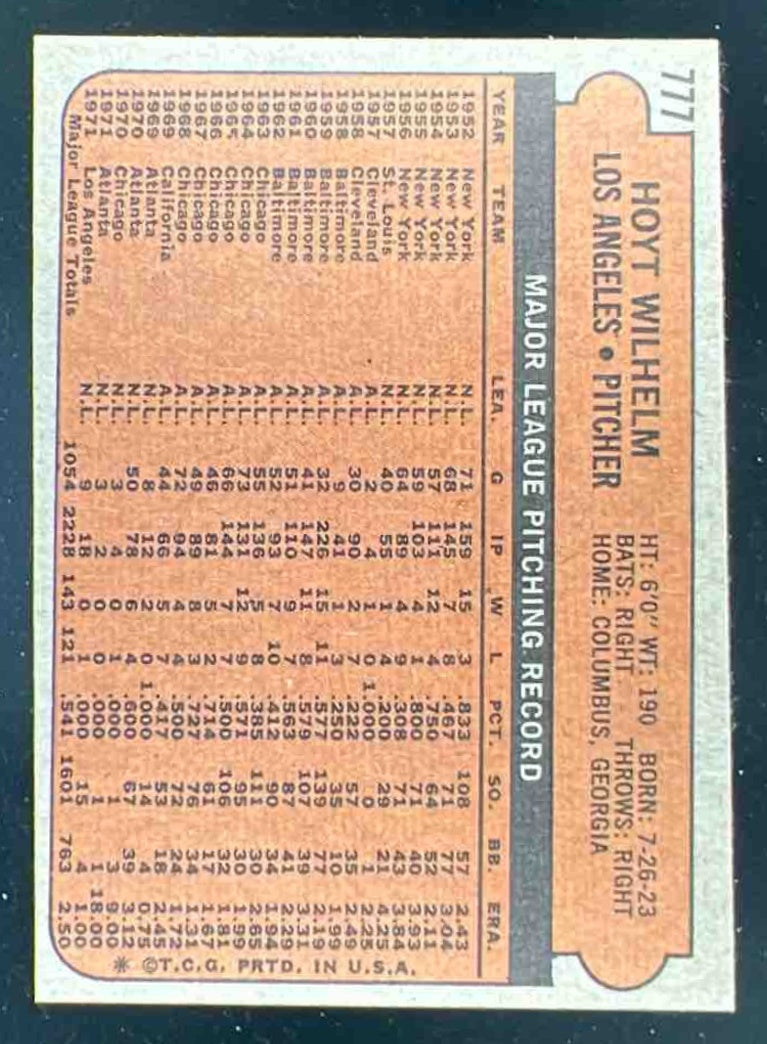 777
HOYT WILHELM
LOS ANGELES • PITCHER
HT: 6'0" WT: 190 BORN: 7-26-23
BATS: RIGHT THROWS: RIGHT
HOME: COLUMBUS, GEORGIA
MAJOR LEAGUE PITCHING RECORD
YEAR TEAM LEA. G IP W L PCT. SO. BB. ERA.
1952 New York N.L. 71 159 15 3 .833 108 57 2.43
1953 New York N.L. 68 145 7 8 .467 71 77 3.04
1954 New York N.L. 57 111 12 4 .750 64 52 2.11
1955 New York N.L. 59 103 4 1 .800 71 40 3.93
1956 New York N.L. 64 89 4 9 .308 71 43 3.84
1957 St. Louis N.L. 40 55 1 4 .200 29 21 4.25
1957 Cleveland A.L. 2 4 1 0 1.000 0 1 2.25
1958 Cleveland A.L. 30 90 2 7 .222 57 35 2.49
1958 Baltimore A.L. 9 41 1 3 .250 35 10 1.99
1959 Baltimore A.L. 32 226 15 11 .577 139 77 2.19
1960 Baltimore A.L. 41 147 11 8 .579 107 39 3.31
1961 Baltimore A.L. 51 110 9 7 .563 87 41 2.29
1962 Baltimore A.L. 52 93 7 10 .412 90 34 1.94
1963 Chicago A.L. 55 136 5 8 .385 111 30 2.65
1964 Chicago A.L. 73 131 12 9 .571 95 30 1.99
1965 Chicago A.L. 66 144 7 7 .500 106 32 1.81
1966 Chicago A.L. 46 81 5 2 .714 61 17 1.67
1967 Chicago A.L. 49 89 8 3 .727 76 34 1.31
1968 Chicago A.L. 72 94 4 4 .500 72 24 1.72
1969 California A.L. 44 66 5 7 .417 53 18 2.45
1969 Atlanta N.L. 8 12 2 0 1.000 14 4 0.75
1970 Atlanta N.L. 50 78 6 4 .600 67 39 3.12
1970 Chicago N.L. 3 4 0 1 .000 1 3 9.00
1971 Atlanta N.L. 3 2 0 0 .000 1 1 18.00
1971 Los Angeles N.L. 9 18 0 1 .000 15 4 1.00
Major League Totals 1054 2228 143 121 .541 1601 763 2.50
* ©T.C.G. PRTD. IN U.S.A.